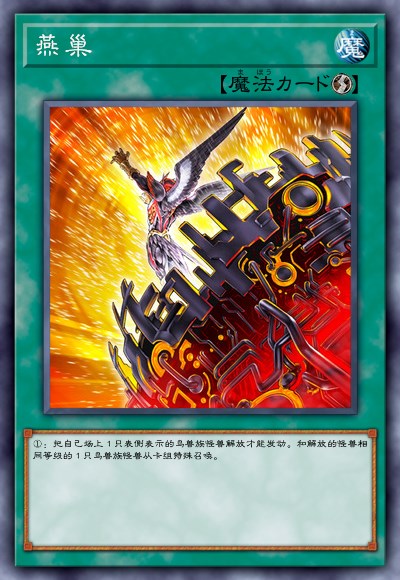 燕巢
魔
【魔法カード】
まほう
①：把自己场上1只表侧表示的鸟兽族怪兽解放才能发动。和解放的怪兽相
同等级的1只鸟兽族怪兽从卡组特殊召唤。